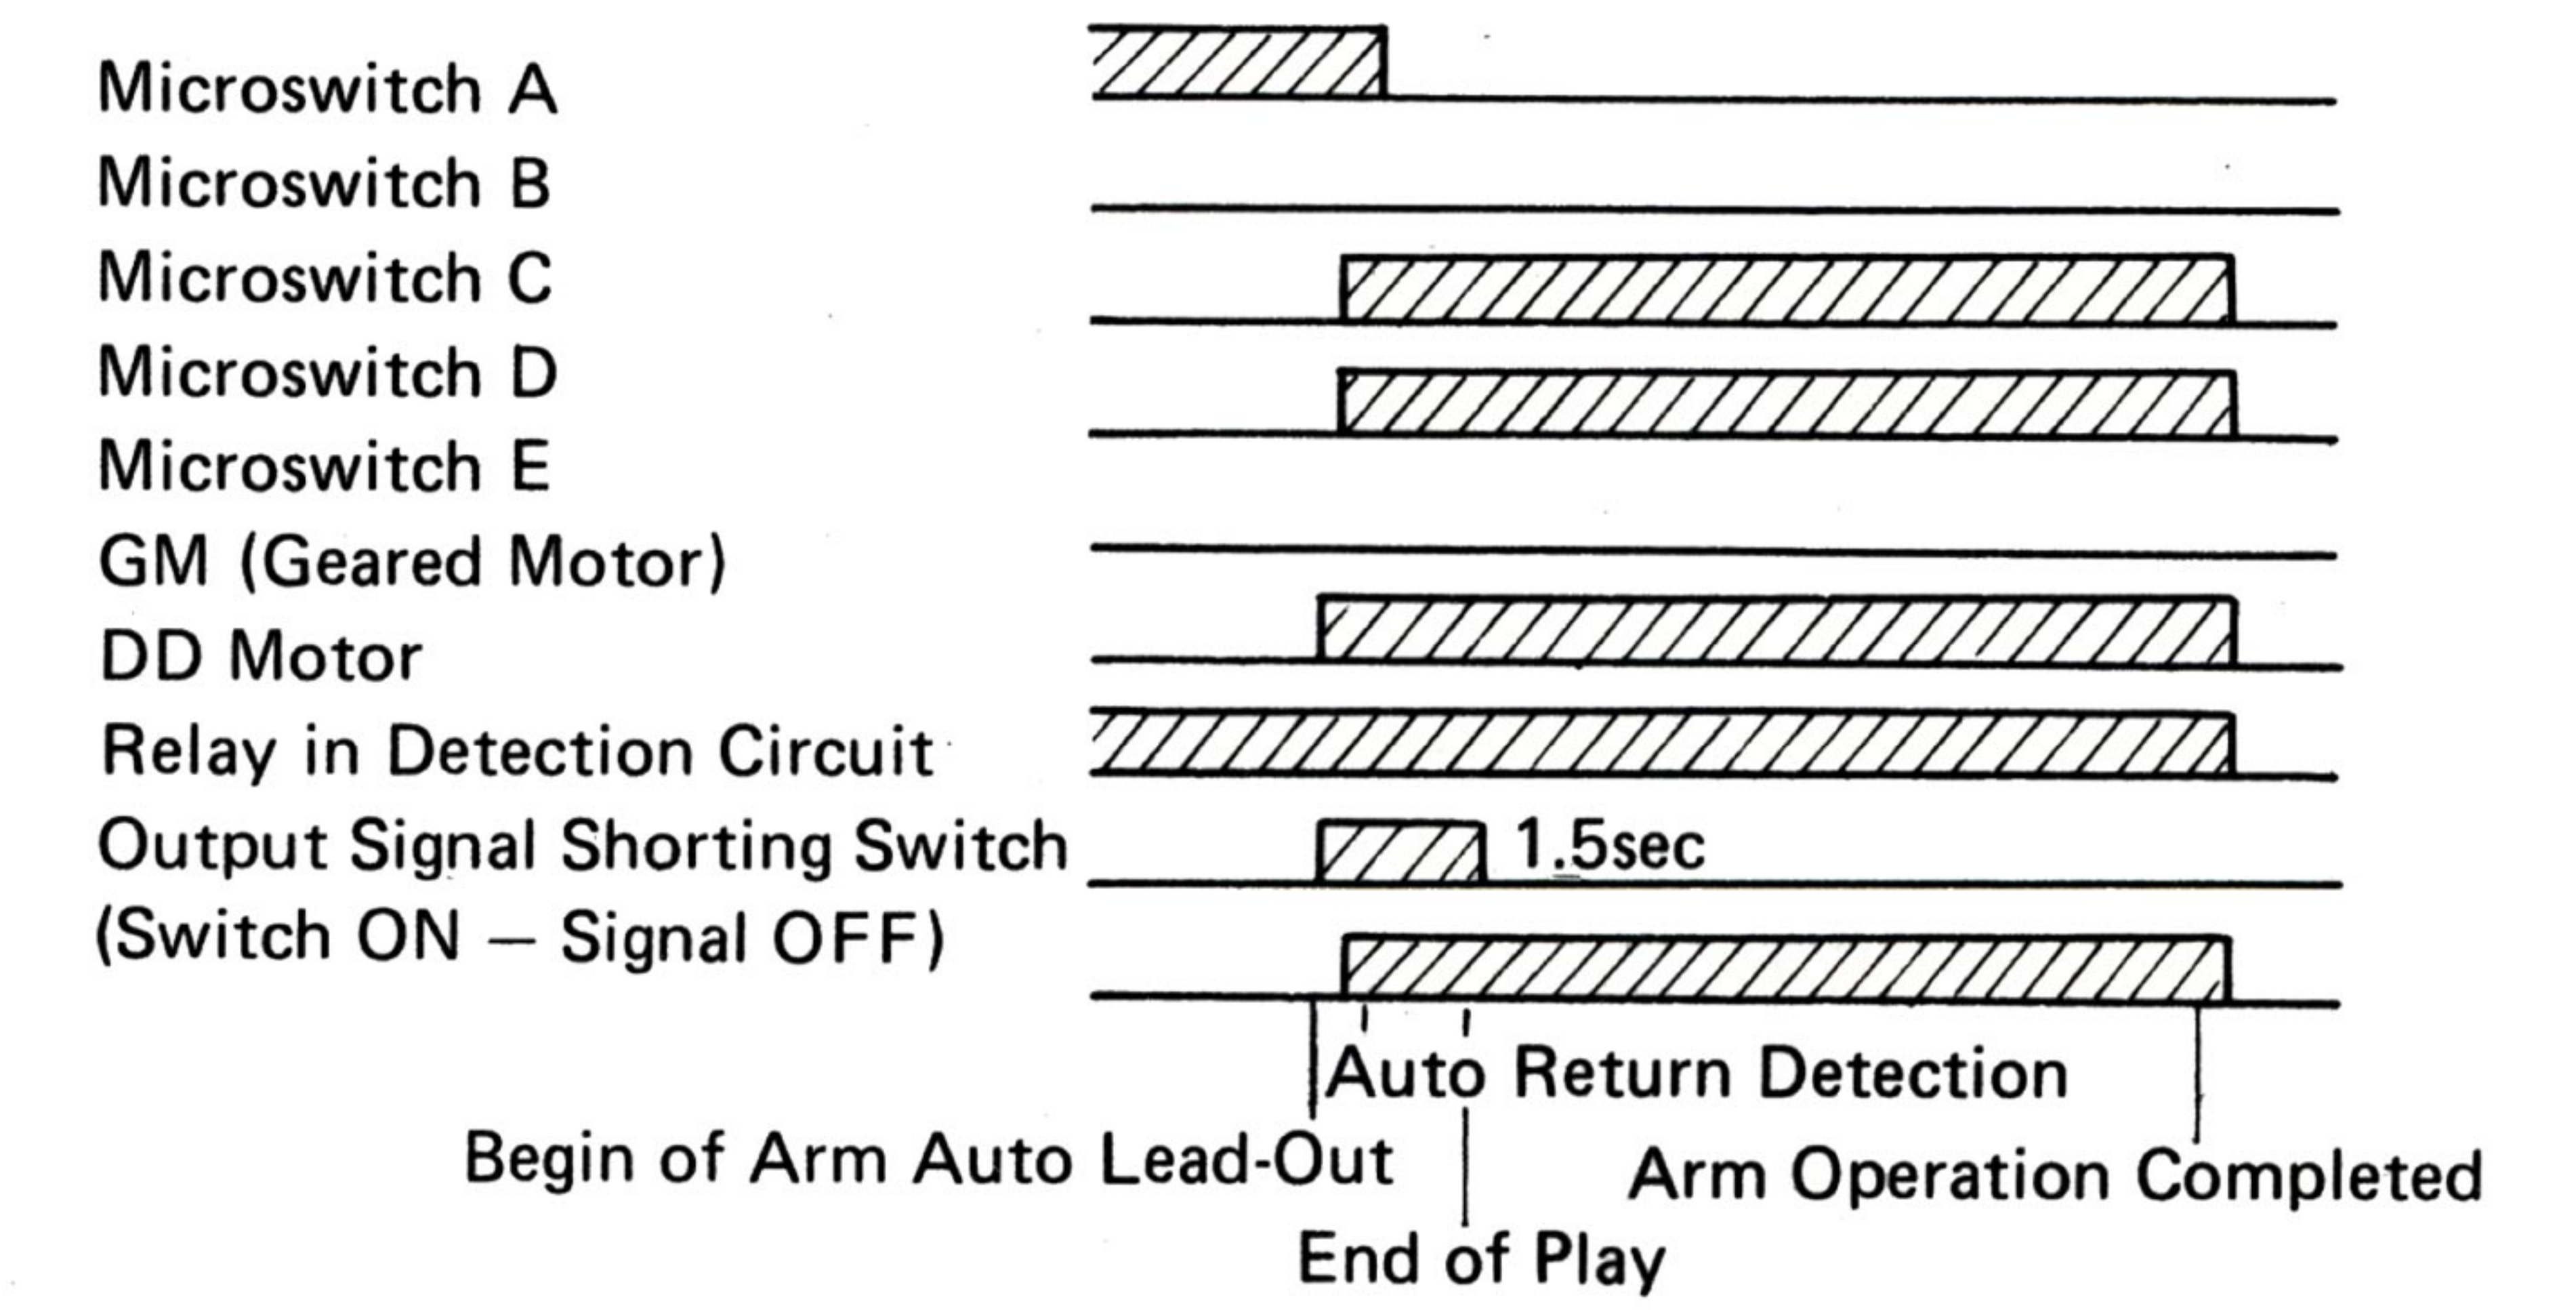 Microswitch A
Microswitch B
Microswitch C
Microswitch D
Microswitch E
GM (Geared Motor)
DD Motor
Relay in Detection Circuit
Output Signal Shorting Switch
1.5sec
(Switch ON — Signal OFF)
Auto Return Detection
Begin of Arm Auto Lead-Out
Arm Operation Completed
End of Play